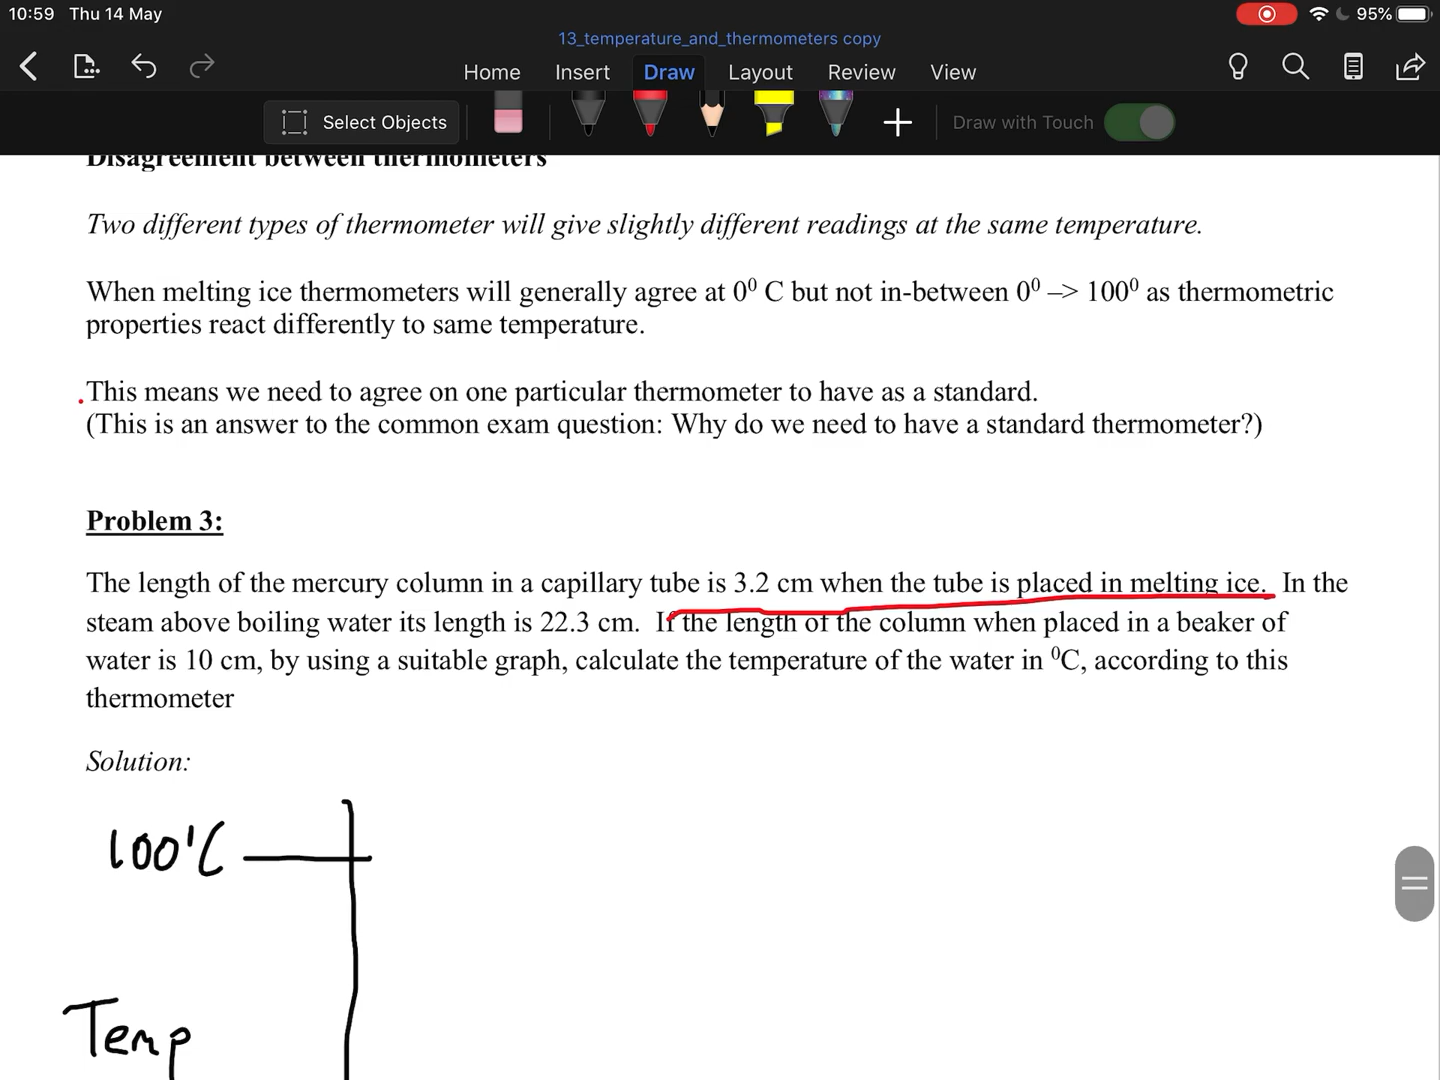 10:59 Thu 14 May
95%
13_temperature_and_thermometers copy
Home Insert Draw Layout Review View
Select Objects
Draw with Touch
Disagreement between thermometers
Two different types of thermometer will give slightly different readings at the same temperature.
When melting ice thermometers will generally agree at 0⁰ C but not in-between 0⁰ –> 100⁰ as thermometric
properties react differently to same temperature.
This means we need to agree on one particular thermometer to have as a standard.
(This is an answer to the common exam question: Why do we need to have a standard thermometer?)
Problem 3:
The length of the mercury column in a capillary tube is 3.2 cm when the tube is placed in melting ice. In the
steam above boiling water its length is 22.3 cm. If the length of the column when placed in a beaker of
water is 10 cm, by using a suitable graph, calculate the temperature of the water in ⁰C, according to this
thermometer
Solution:
100'C
Temp